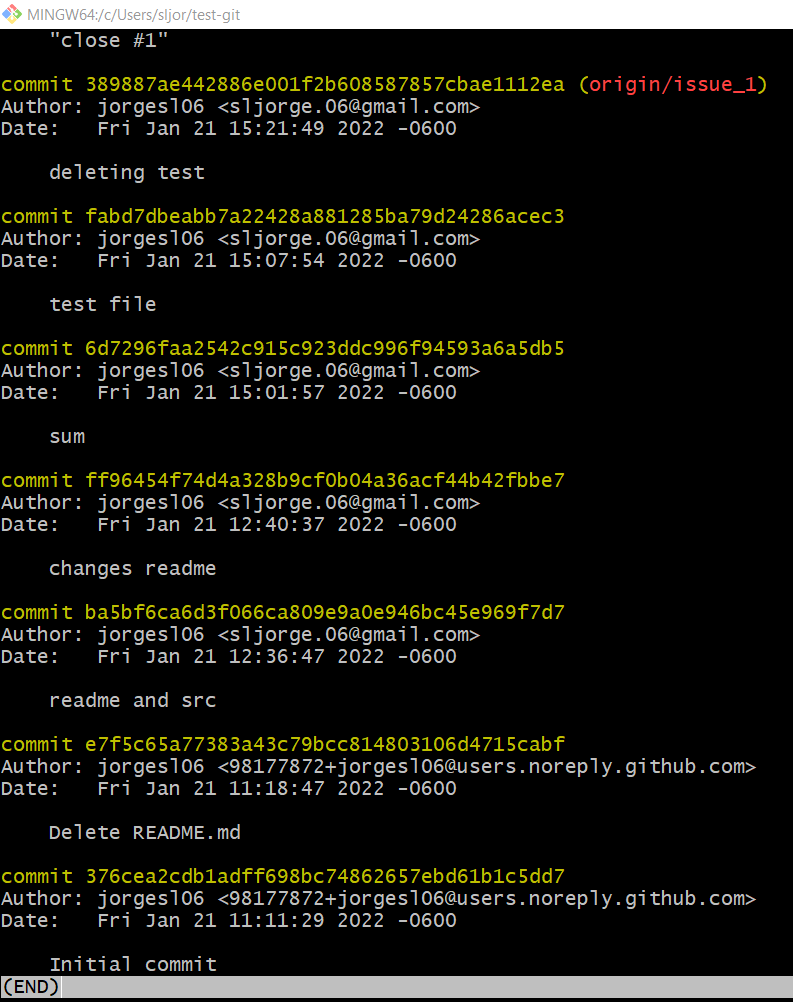 MINGW64:/c/Users/sljor/test-git
"close #1"
commit 389887ae442886e001f2b608587857cbae1112ea (origin/issue_1)
Author: jorgesl06 <sljorge.06@gmail.com>
Date: Fri Jan 21 15:21:49 2022 -0600
deleting test
commit fabd7dbeabb7a22428a881285ba79d24286acec3
Author: jorgesl06 <sljorge.06@gmail.com>
Date: Fri Jan 21 15:07:54 2022 -0600
test file
commit 6d7296faa2542c915c923ddc996f94593a6a5db5
Author: jorgesl06 <sljorge.06@gmail.com>
Date: Fri Jan 21 15:01:57 2022 -0600
sum
commit ff96454f74d4a328b9cf0b04a36acf44b42fbbe7
Author: jorgesl06 <sljorge.06@gmail.com>
Date: Fri Jan 21 12:40:37 2022 -0600
changes readme
commit ba5bf6ca6d3f066ca809e9a0e946bc45e969f7d7
Author: jorgesl06 <sljorge.06@gmail.com>
Date: Fri Jan 21 12:36:47 2022 -0600
readme and src
commit e7f5c65a77383a43c79bcc814803106d4715cabf
Author: jorgesl06 <98177872+jorgesl06@users.noreply.github.com>
Date: Fri Jan 21 11:18:47 2022 -0600
Delete README.md
commit 376cea2cdb1adff698bc74862657ebd61b1c5dd7
Author: jorgesl06 <98177872+jorgesl06@users.noreply.github.com>
Date: Fri Jan 21 11:11:29 2022 -0600
Initial commit
(END)